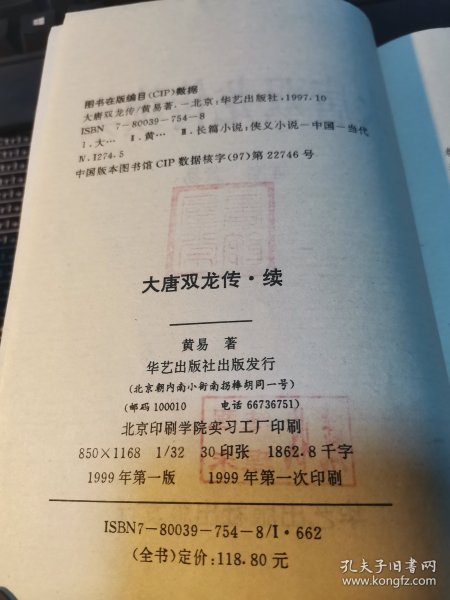 图书在版编目(CIP)数据
大唐双龙传/黄易著.—北京:华艺出版社,1997.10
ISBN 7-80039-754-8
Ⅰ.大… Ⅱ.黄… Ⅲ.长篇小说;侠义小说-中国-当代
Ⅳ.I274.5
中国版本图书馆CIP数据核字(97)第22746号
大唐双龙传·续
黄易 著
华艺出版社出版发行
(北京朝内南小街南拐棒胡同一号)
(邮码100010 电话66736751)
北京印刷学院实习工厂印刷
850×1168 1/32 30印张 1862.8千字
1999年第一版 1999年第一次印刷
ISBN7-80039-754-8/I·662
(全书)定价:118.80元
孔夫子旧书网
www.kongfz.com